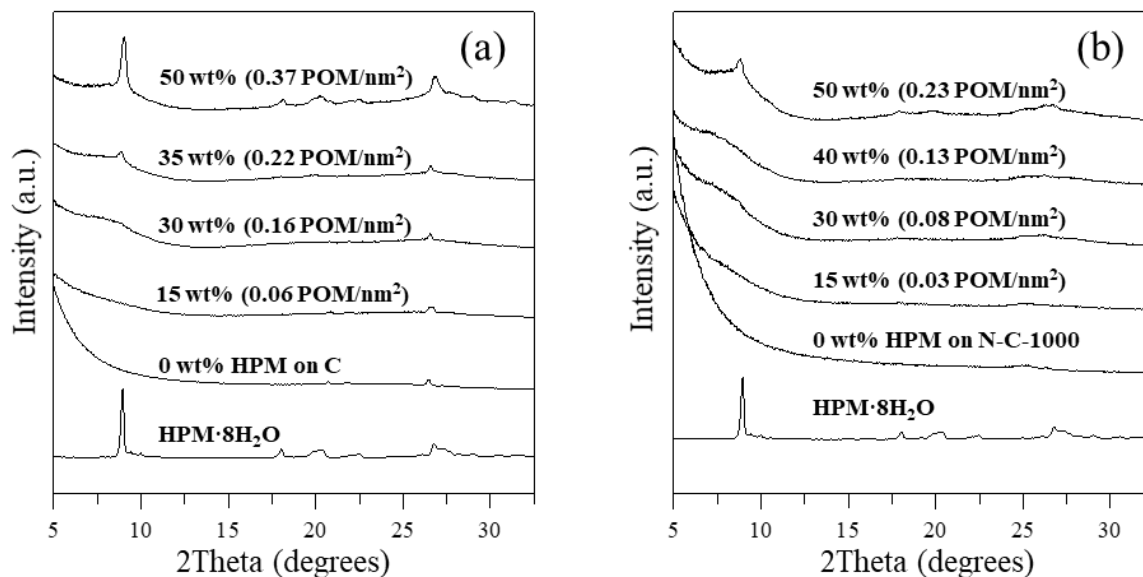 (a)
50 wt% (0.37 POM/nm²)
35 wt% (0.22 POM/nm²)
30 wt% (0.16 POM/nm²)
15 wt% (0.06 POM/nm²)
0 wt% HPM on C
HPM·8H₂O
Intensity (a.u.)
5 10 15 20 25 30
2Theta (degrees)
(b)
50 wt% (0.23 POM/nm²)
40 wt% (0.13 POM/nm²)
30 wt% (0.08 POM/nm²)
15 wt% (0.03 POM/nm²)
0 wt% HPM on N-C-1000
HPM·8H₂O
Intensity (a.u.)
5 10 15 20 25 30
2Theta (degrees)